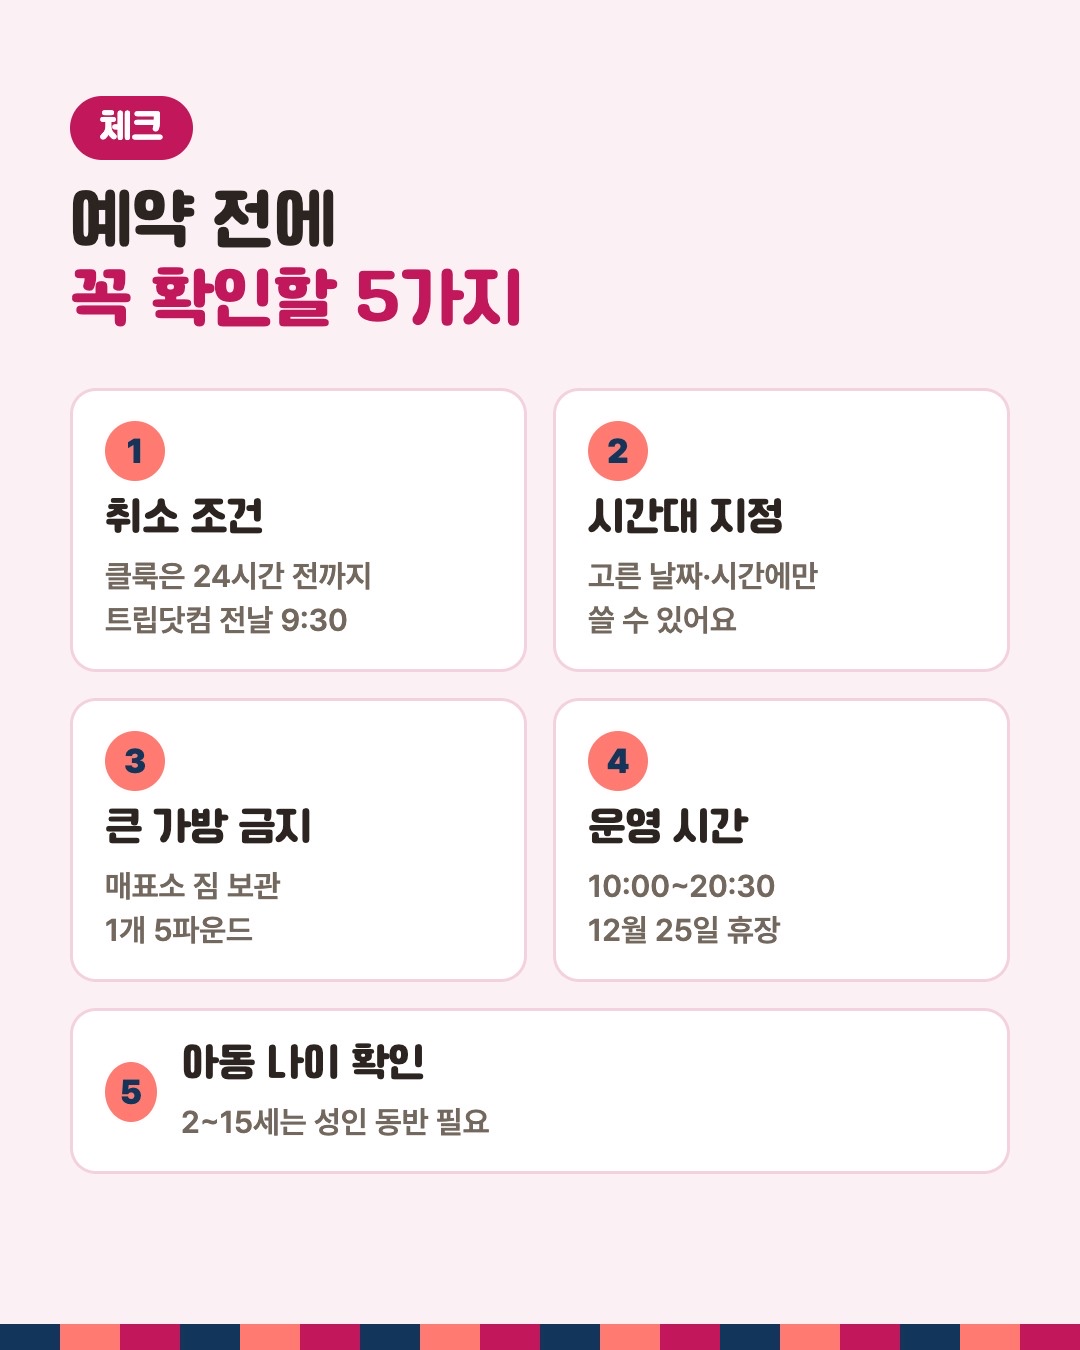 체크
예약 전에
꼭 확인할 5가지
1
취소 조건
클룩은 24시간 전까지
트립닷컴 전날 9:30
2
시간대 지정
고른 날짜·시간에만
쓸 수 있어요
3
큰 가방 금지
매표소 짐 보관
1개 5파운드
4
운영 시간
10:00~20:30
12월 25일 휴장
5
아동 나이 확인
2~15세는 성인 동반 필요